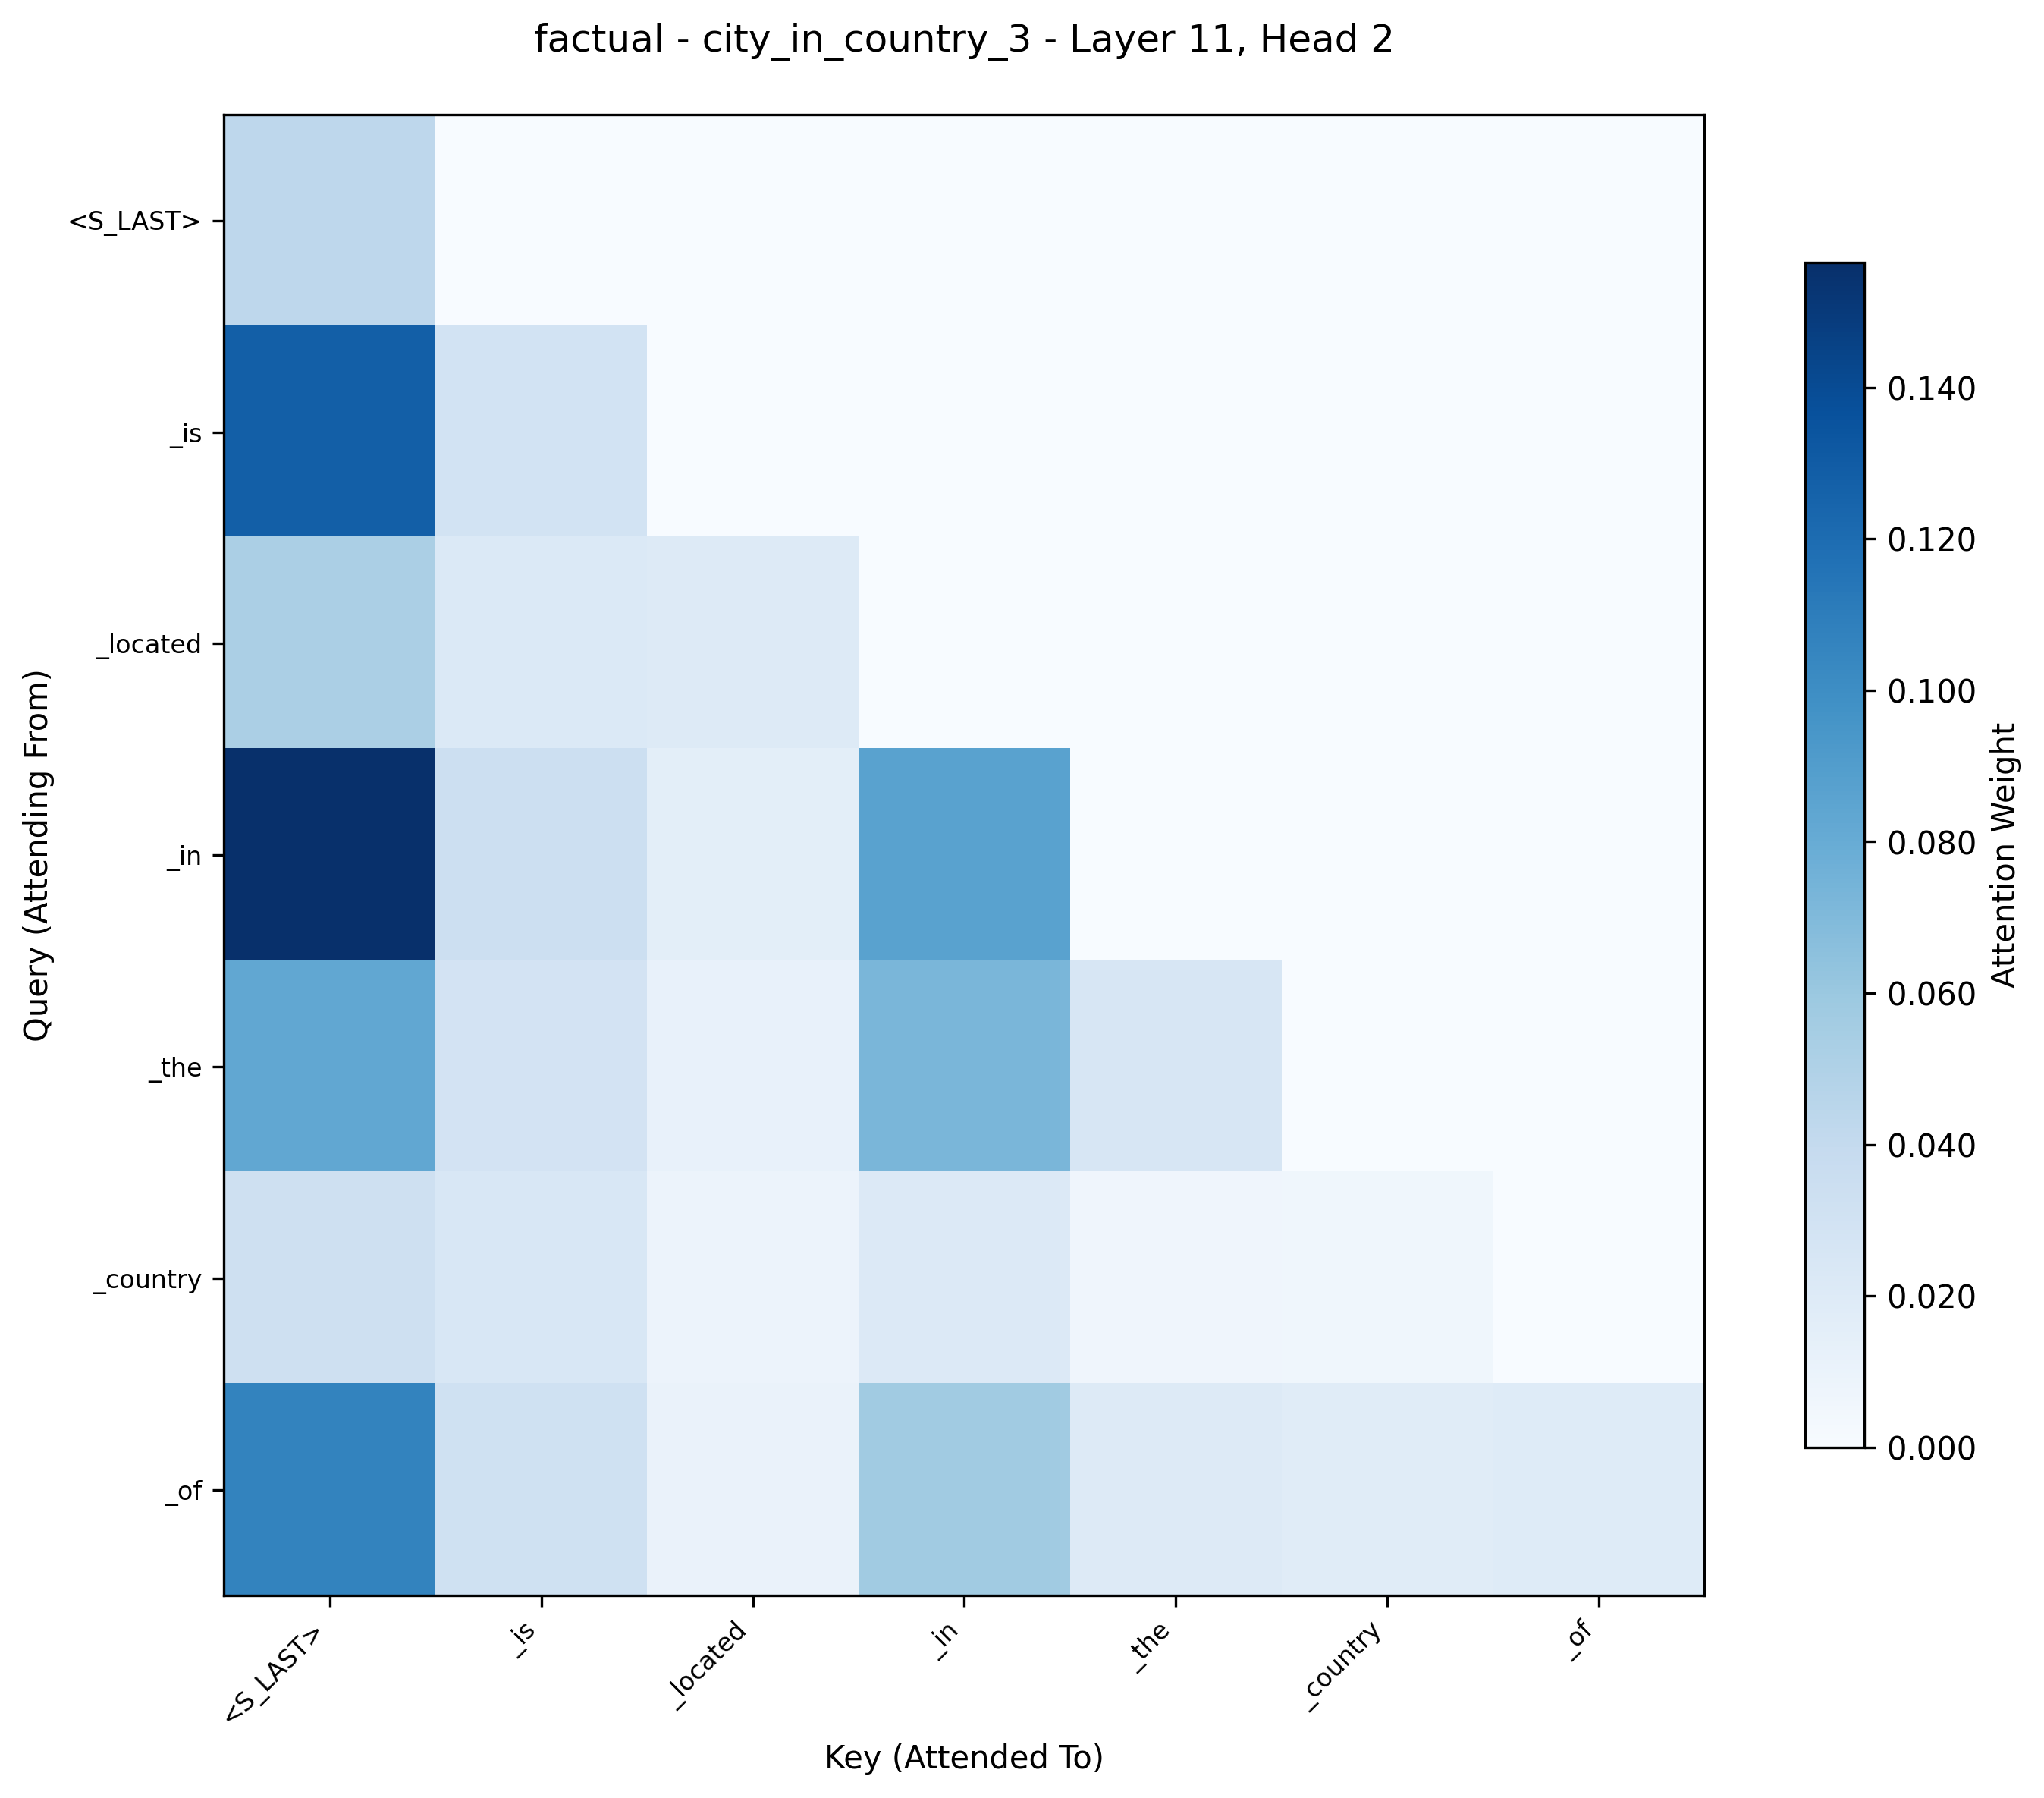 factual - city_in_country_3 - Layer 11, Head 2
Query (Attending From)
<S_LAST>
_is
_located
_in
_the
_country
_of
<S_LAST>
_is
_located
_in
_the
_country
_of
Key (Attended To)
0.140
0.120
0.100
0.080
0.060
0.040
0.020
0.000
Attention Weight